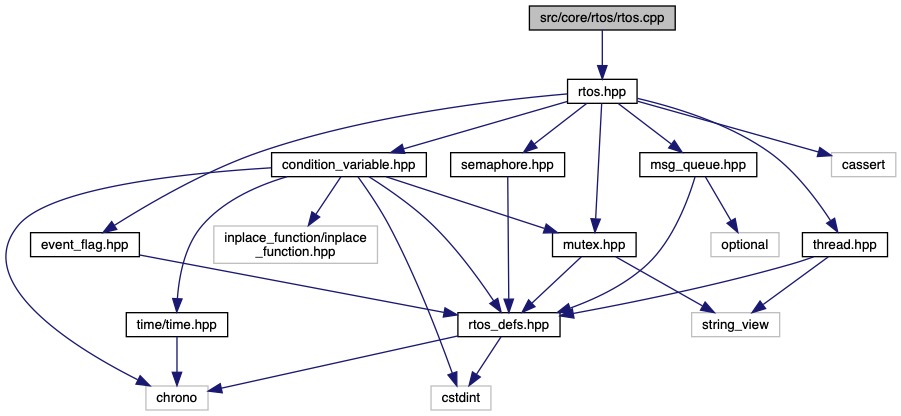 src/core/rtos/rtos.cpp
rtos.hpp
condition_variable.hpp
semaphore.hpp
msg_queue.hpp
cassert
event_flag.hpp
inplace_function/inplace
_function.hpp
mutex.hpp
optional
thread.hpp
time/time.hpp
rtos_defs.hpp
string_view
chrono
cstdint